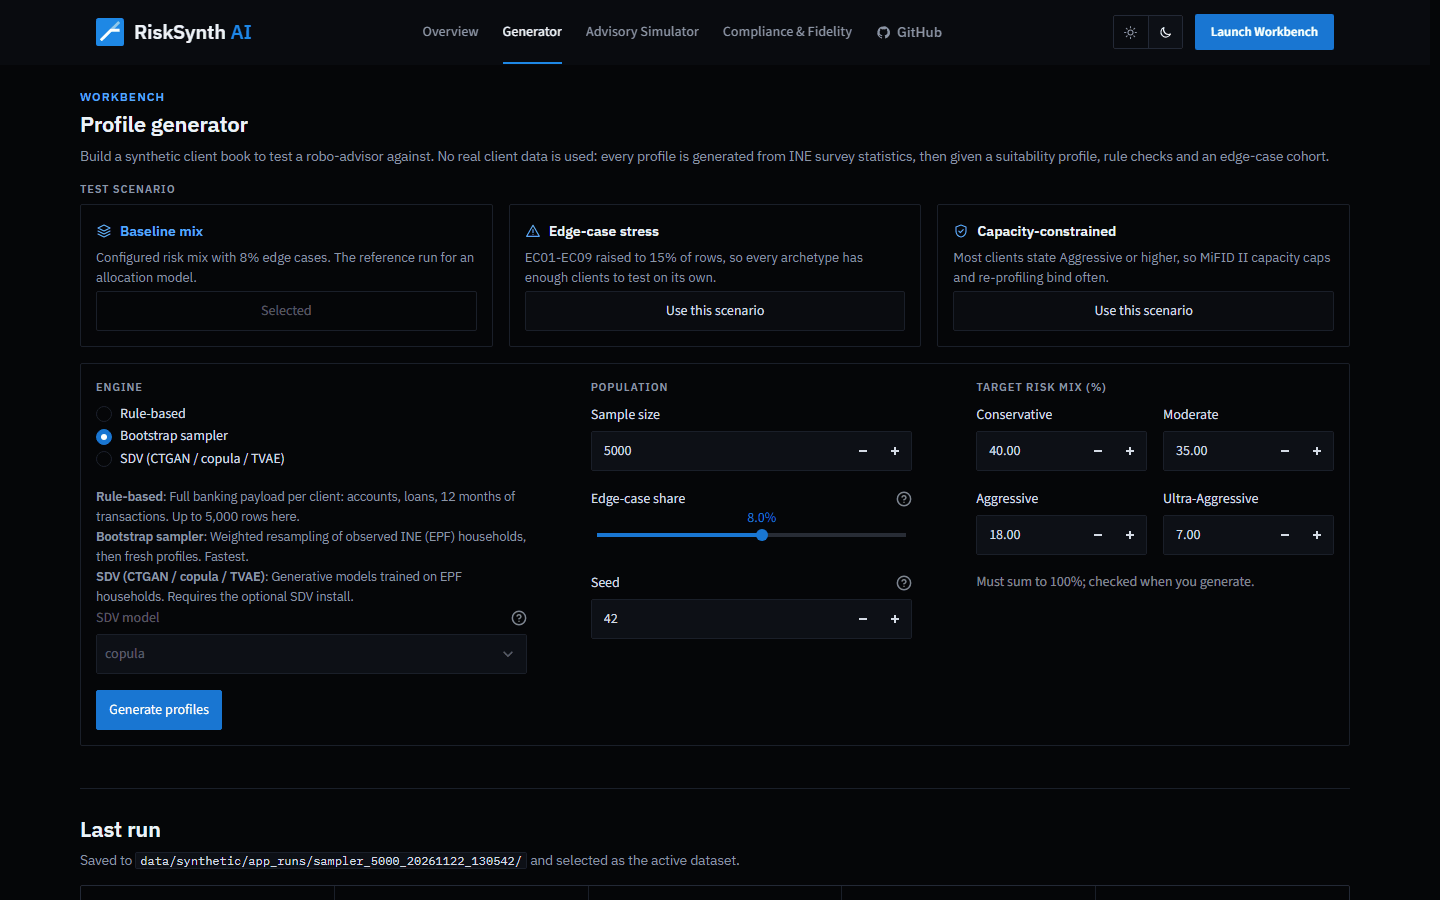 RiskSynth AI
Overview
Generator
Advisory Simulator
Compliance & Fidelity
GitHub
Launch Workbench
WORKBENCH
Profile generator
Build a synthetic client book to test a robo-advisor against. No real client data is used: every profile is generated from INE survey statistics, then given a suitability profile, rule checks and an edge-case cohort.
TEST SCENARIO
Baseline mix
Configured risk mix with 8% edge cases. The reference run for an
allocation model.
Selected
Edge-case stress
EC01-EC09 raised to 15% of rows, so every archetype has
enough clients to test on its own.
Use this scenario
Capacity-constrained
Most clients state Aggressive or higher, so MiFID II capacity caps
and re-profiling bind often.
Use this scenario
ENGINE
Rule-based
Bootstrap sampler
SDV (CTGAN / copula / TVAE)
Rule-based: Full banking payload per client: accounts, loans, 12 months of
transactions. Up to 5,000 rows here.
Bootstrap sampler: Weighted resampling of observed INE (EPF) households,
then fresh profiles. Fastest.
SDV (CTGAN / copula / TVAE): Generative models trained on EPF
households. Requires the optional SDV install.
SDV model
copula
Generate profiles
POPULATION
Sample size
5000
Edge-case share
8.0%
Seed
42
TARGET RISK MIX (%)
Conservative
40.00
Moderate
35.00
Aggressive
18.00
Ultra-Aggressive
7.00
Must sum to 100%; checked when you generate.
Last run
Saved to data/synthetic/app_runs/sampler_5000_20261122_130542/ and selected as the active dataset.